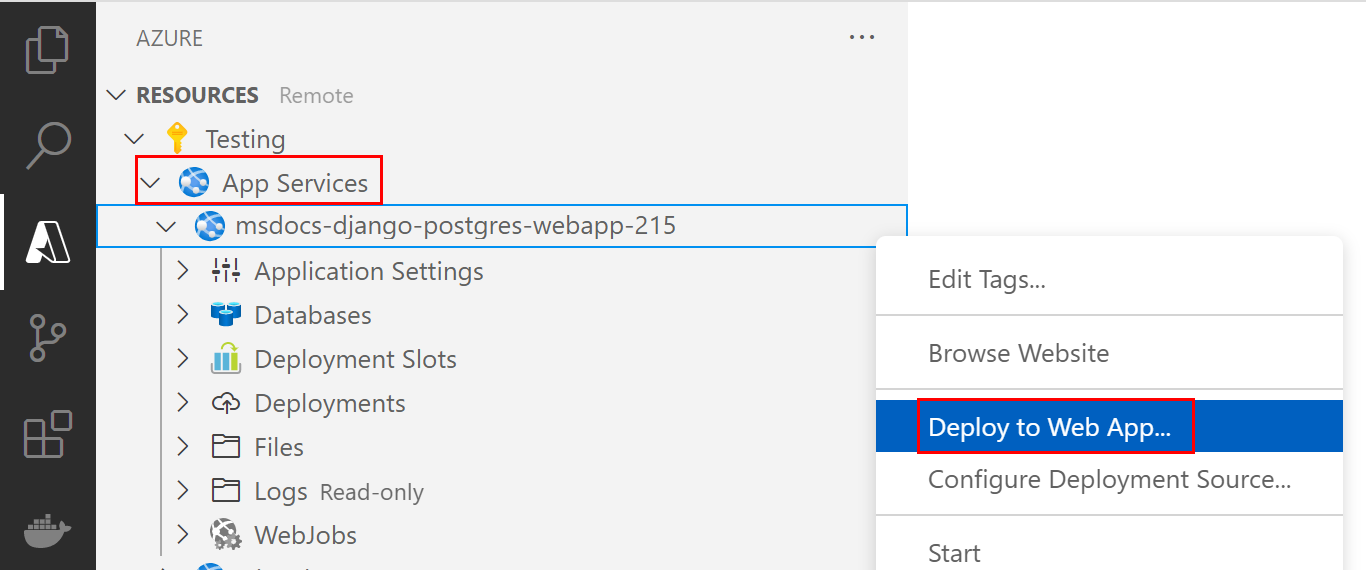 AZURE
RESOURCES Remote
Testing
App Services
msdocs-django-postgres-webapp-215
Application Settings
Databases
Deployment Slots
Deployments
Files
Logs Read-only
WebJobs
Edit Tags...
Browse Website
Deploy to Web App...
Configure Deployment Source...
Start